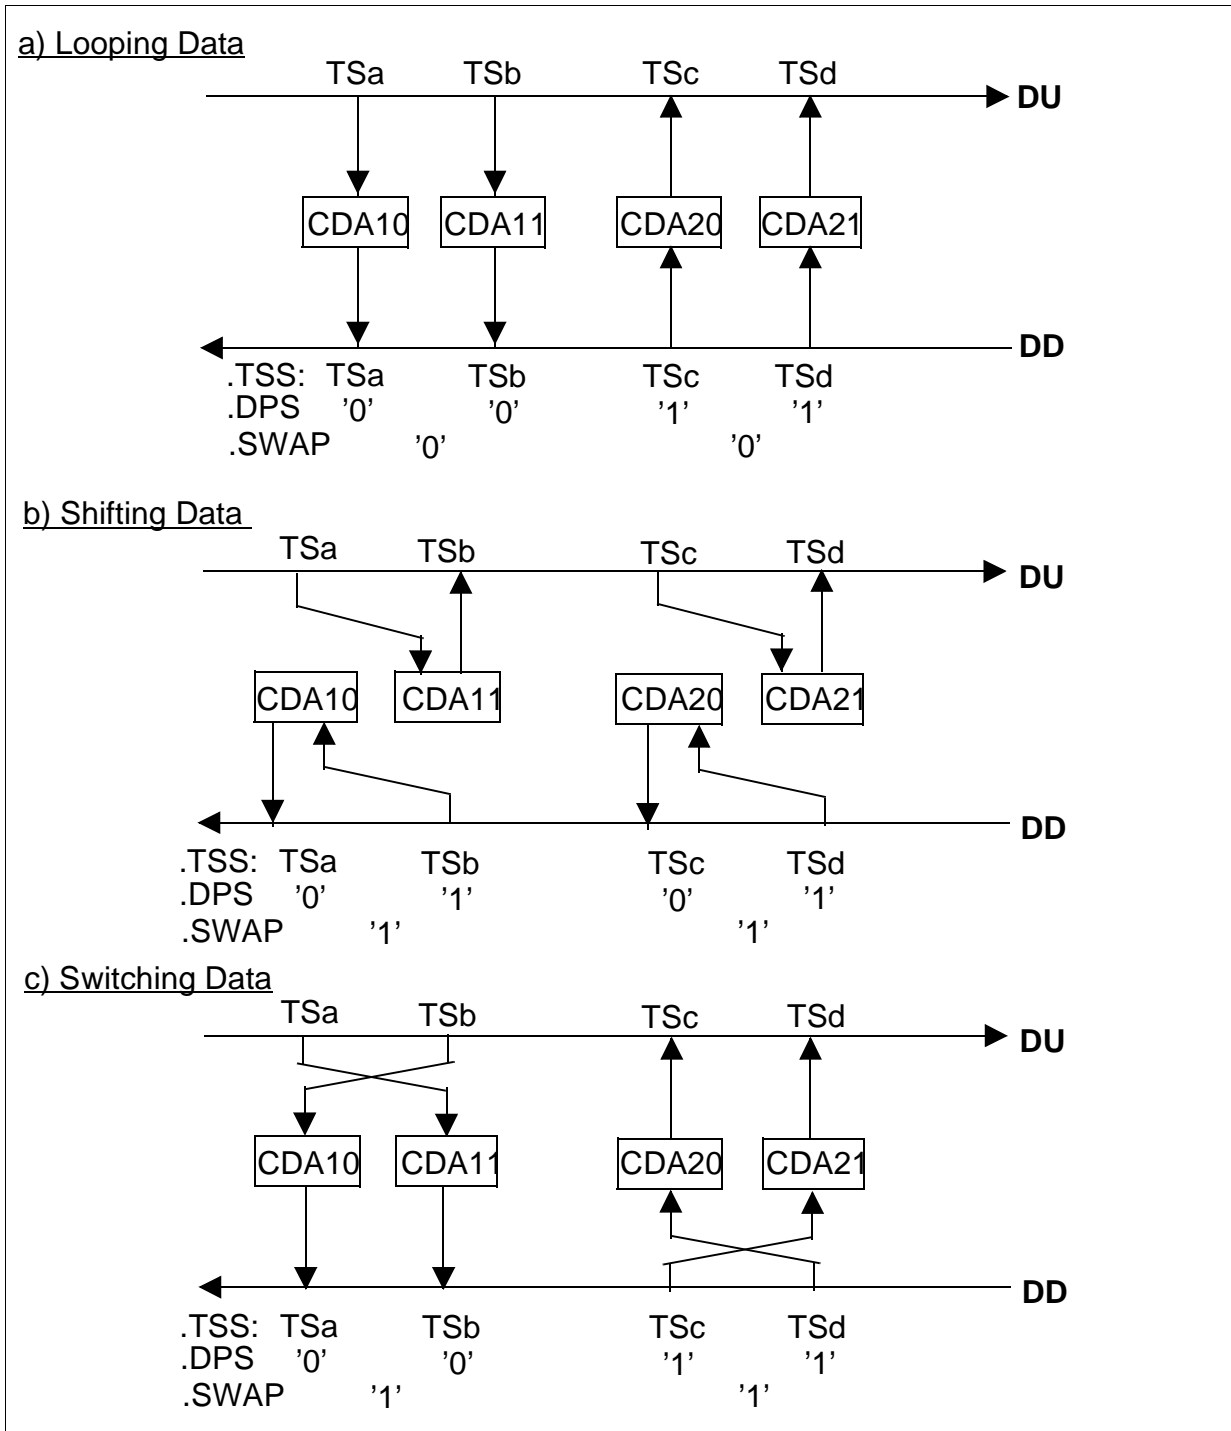 a) Looping Data
TSa TSb TSc TSd
DU
CDA10 CDA11 CDA20 CDA21
DD
.TSS: TSa TSb TSc TSd
.DPS '0' '0' '1' '1'
.SWAP '0' '0'
b) Shifting Data
TSa TSb TSc TSd
DU
CDA10 CDA11 CDA20 CDA21
DD
.TSS: TSa TSb TSc TSd
.DPS '0' '1' '0' '1'
.SWAP '1' '1'
c) Switching Data
TSa TSb TSc TSd
DU
CDA10 CDA11 CDA20 CDA21
DD
.TSS: TSa TSb TSc TSd
.DPS '0' '0' '1' '1'
.SWAP '1' '1'